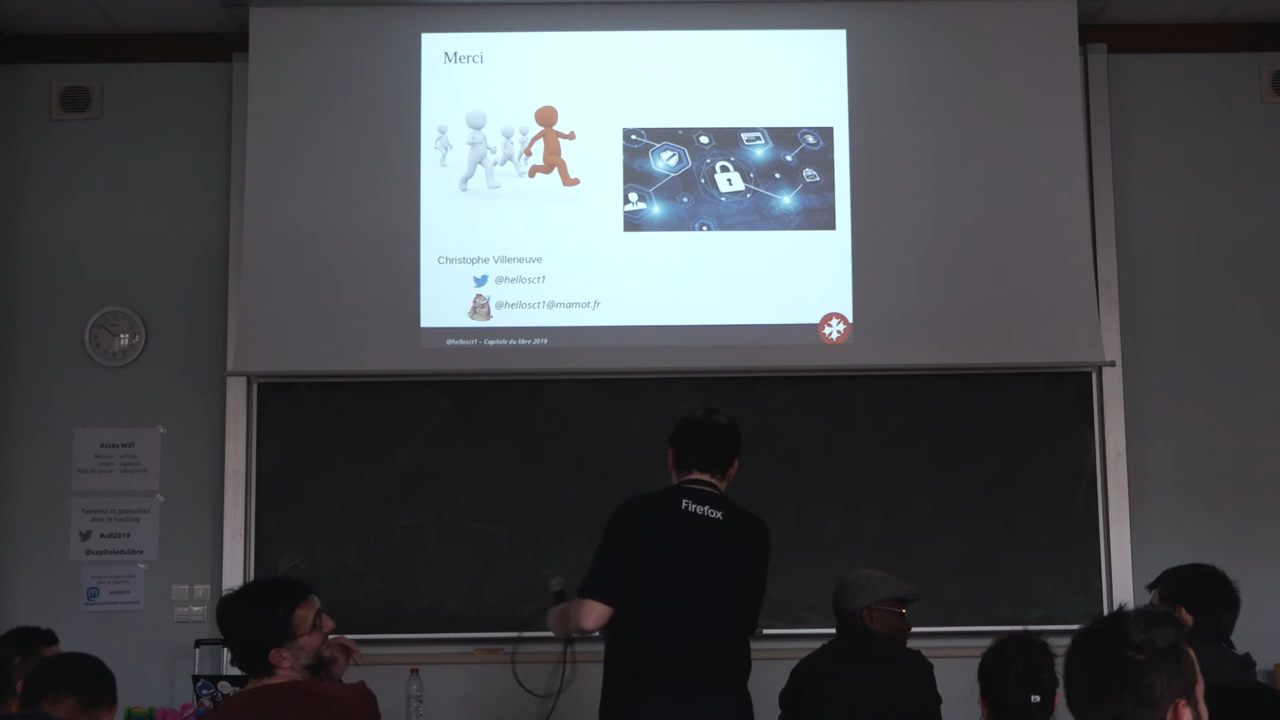 Merci
Christophe Villeneuve
@hellosct1
@hellosct1@mamot.fr
@hellosct1 – Capitole du libre 2019
Firefox
Accès Wifi
Tweetez et gazouillez
avec le hashtag
#cdl2019
@capitoledulibre
#cdl2019